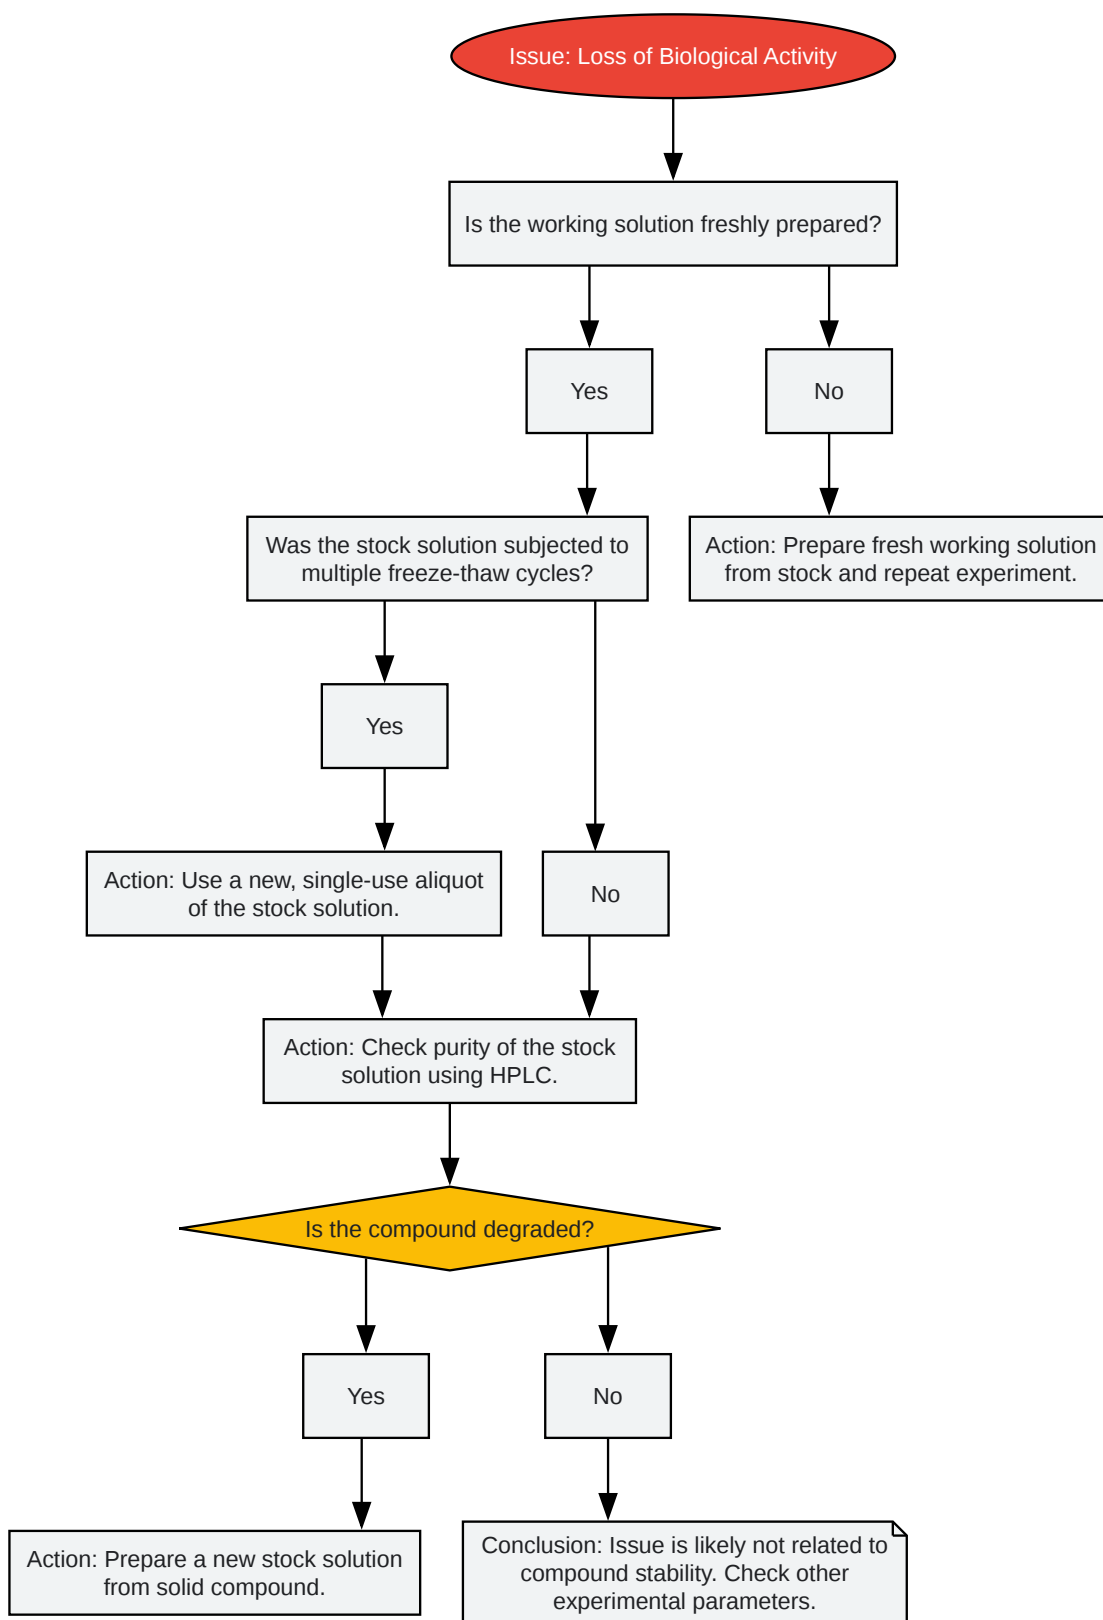 Issue: Loss of Biological Activity
Is the working solution freshly prepared?
Yes
No
Was the stock solution subjected to
multiple freeze-thaw cycles?
Action: Prepare fresh working solution
from stock and repeat experiment.
Yes
Action: Use a new, single-use aliquot
of the stock solution.
No
Action: Check purity of the stock
solution using HPLC.
Is the compound degraded?
Yes
No
Action: Prepare a new stock solution
from solid compound.
Conclusion: Issue is likely not related to
compound stability. Check other
experimental parameters.